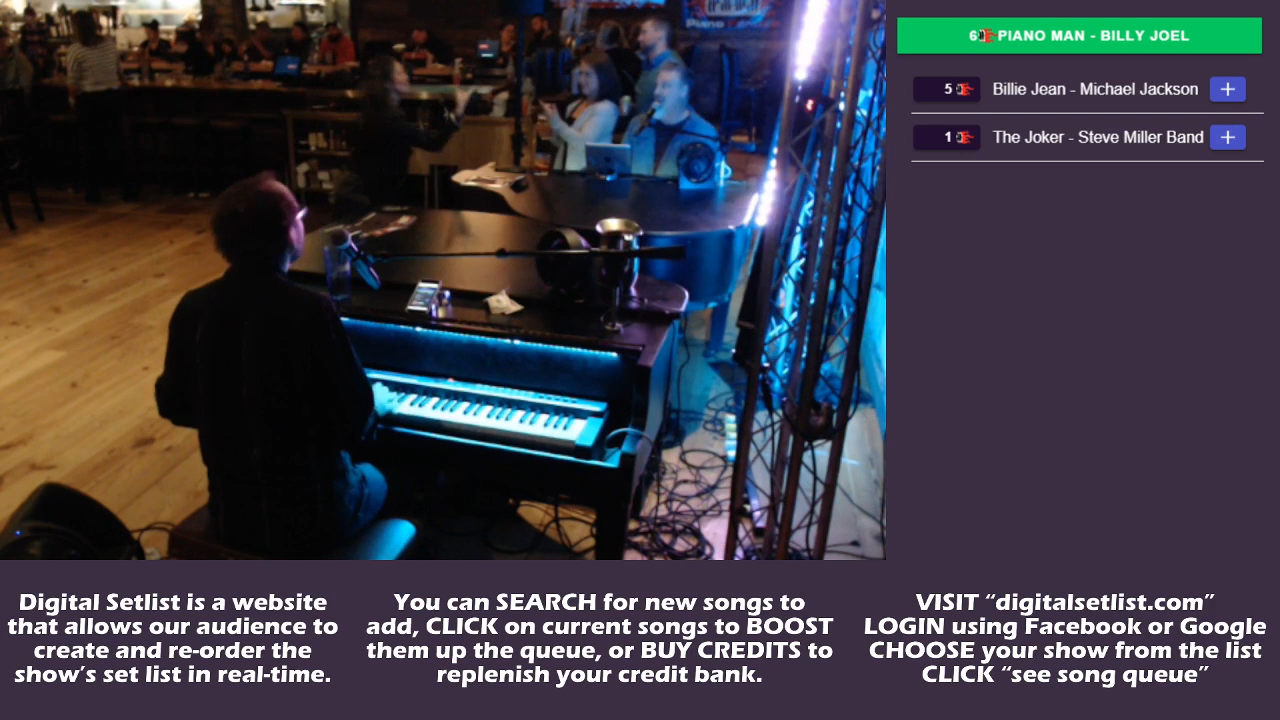 6 PIANO MAN - BILLY JOEL
5 Billie Jean - Michael Jackson +
1 The Joker - Steve Miller Band +
Piano
Digital Setlist is a website
that allows our audience to
create and re-order the
show's set list in real-time.
You can SEARCH for new songs to
add, CLICK on current songs to BOOST
them up the queue, or BUY CREDITS to
replenish your credit bank.
VISIT “digitalsetlist.com”
LOGIN using Facebook or Google
CHOOSE your show from the list
CLICK “see song queue”